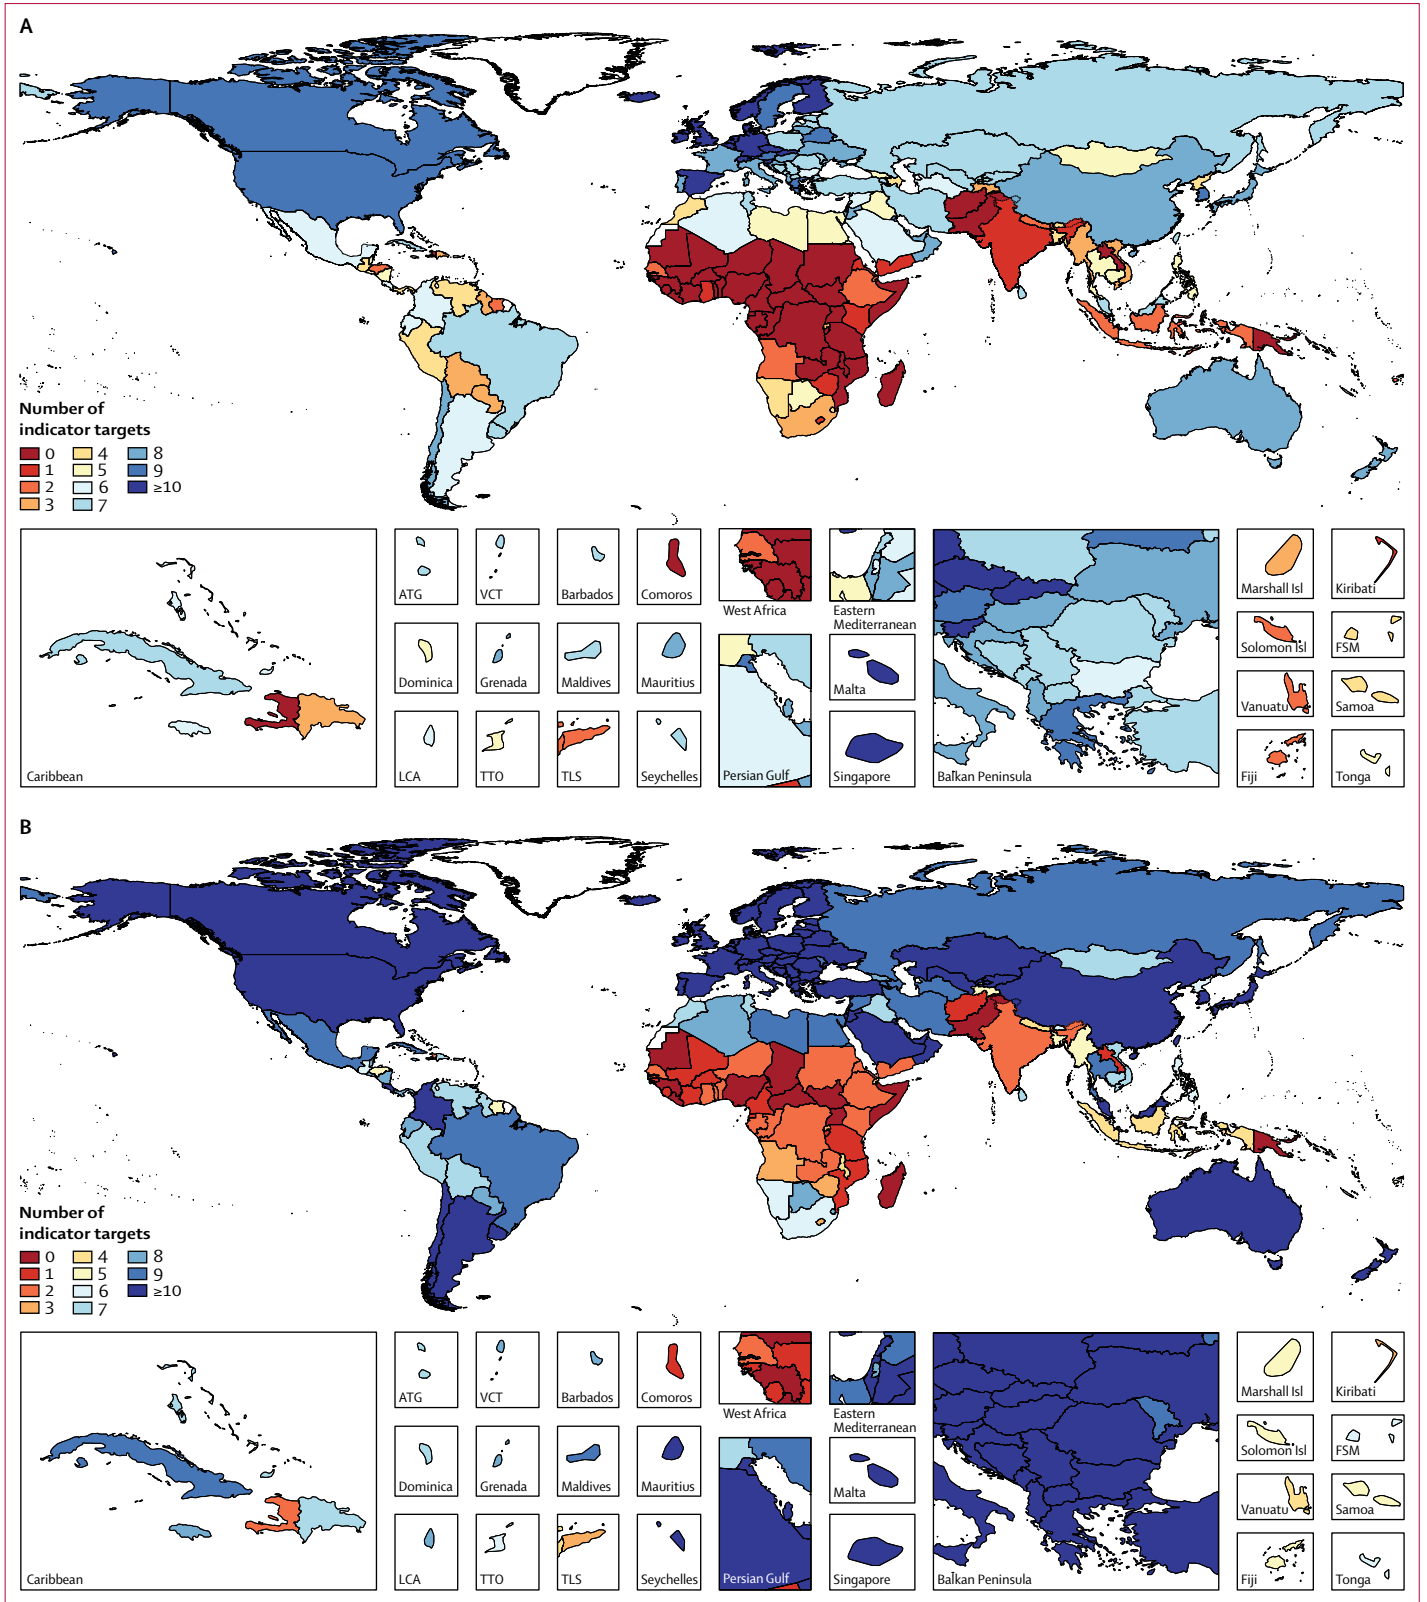 A
Number of
indicator targets
0 4 8
1 5 9
2 6 ≥10
3 7
Caribbean
ATG
VCT
Barbados
Comoros
West Africa
Eastern
Mediterranean
Dominica
Grenada
Maldives
Mauritius
Malta
LCA
TTO
TLS
Seychelles
Persian Gulf
Singapore
Balkan Peninsula
Marshall Isl
Kiribati
Solomon Isl
FSM
Vanuatu
Samoa
Fiji
Tonga
B
Number of
indicator targets
0 4 8
1 5 9
2 6 ≥10
3 7
Caribbean
ATG
VCT
Barbados
Comoros
West Africa
Eastern
Mediterranean
Dominica
Grenada
Maldives
Mauritius
Malta
LCA
TTO
TLS
Seychelles
Persian Gulf
Singapore
Balkan Peninsula
Marshall Isl
Kiribati
Solomon Isl
FSM
Vanuatu
Samoa
Fiji
Tonga